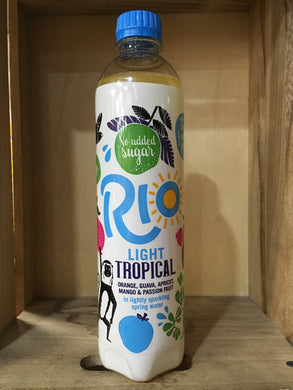 No added
sugar
RIO
LIGHT
TROPICAL
ORANGE, GUAVA, APRICOT,
MANGO & PASSION FRUIT
in lightly sparkling
spring water